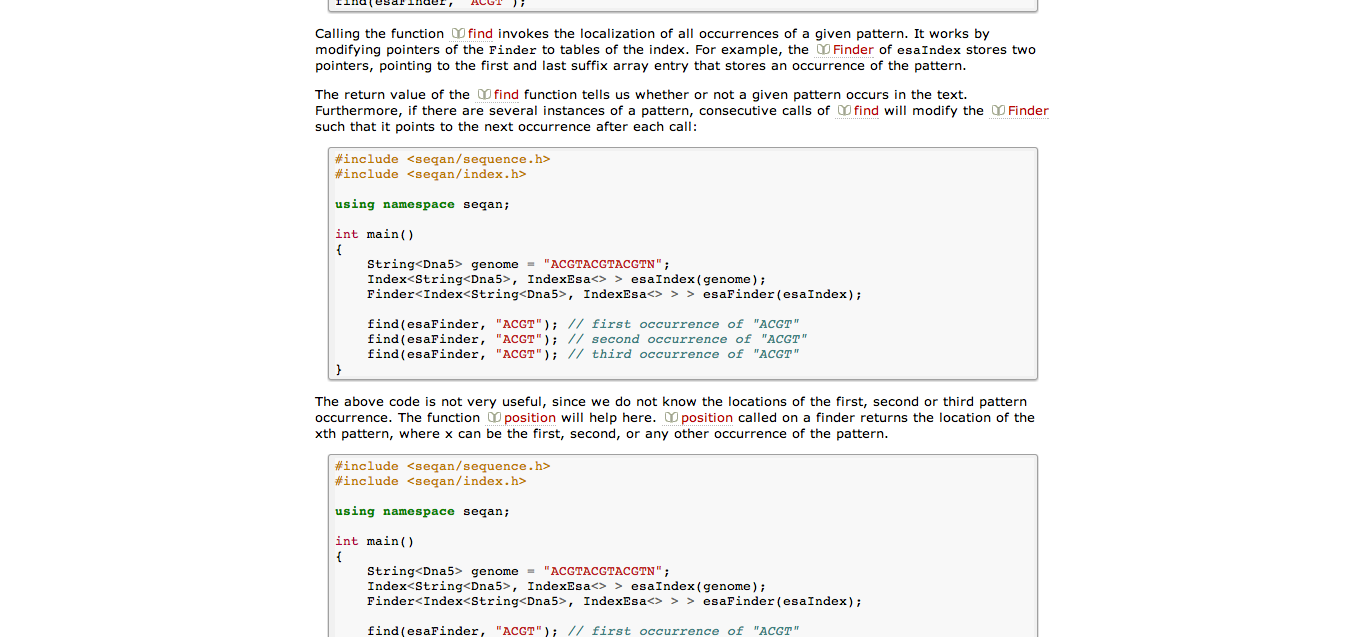 find(esaFinder, "ACGT");
Calling the function find invokes the localization of all occurrences of a given pattern. It works by
modifying pointers of the Finder to tables of the index. For example, the Finder of esaIndex stores two
pointers, pointing to the first and last suffix array entry that stores an occurrence of the pattern.
The return value of the find function tells us whether or not a given pattern occurs in the text.
Furthermore, if there are several instances of a pattern, consecutive calls of find will modify the Finder
such that it points to the next occurrence after each call:
#include <seqan/sequence.h>
#include <seqan/index.h>
using namespace seqan;
int main()
{
String<Dna5> genome = "ACGTACGTACGTN";
Index<String<Dna5>, IndexEsa<> > esaIndex(genome);
Finder<Index<String<Dna5>, IndexEsa<> > > esaFinder(esaIndex);
find(esaFinder, "ACGT"); // first occurrence of "ACGT"
find(esaFinder, "ACGT"); // second occurrence of "ACGT"
find(esaFinder, "ACGT"); // third occurrence of "ACGT"
}
The above code is not very useful, since we do not know the locations of the first, second or third pattern
occurrence. The function position will help here. position called on a finder returns the location of the
xth pattern, where x can be the first, second, or any other occurrence of the pattern.
#include <seqan/sequence.h>
#include <seqan/index.h>
using namespace seqan;
int main()
{
String<Dna5> genome = "ACGTACGTACGTN";
Index<String<Dna5>, IndexEsa<> > esaIndex(genome);
Finder<Index<String<Dna5>, IndexEsa<> > > esaFinder(esaIndex);
find(esaFinder, "ACGT"); // first occurrence of "ACGT"